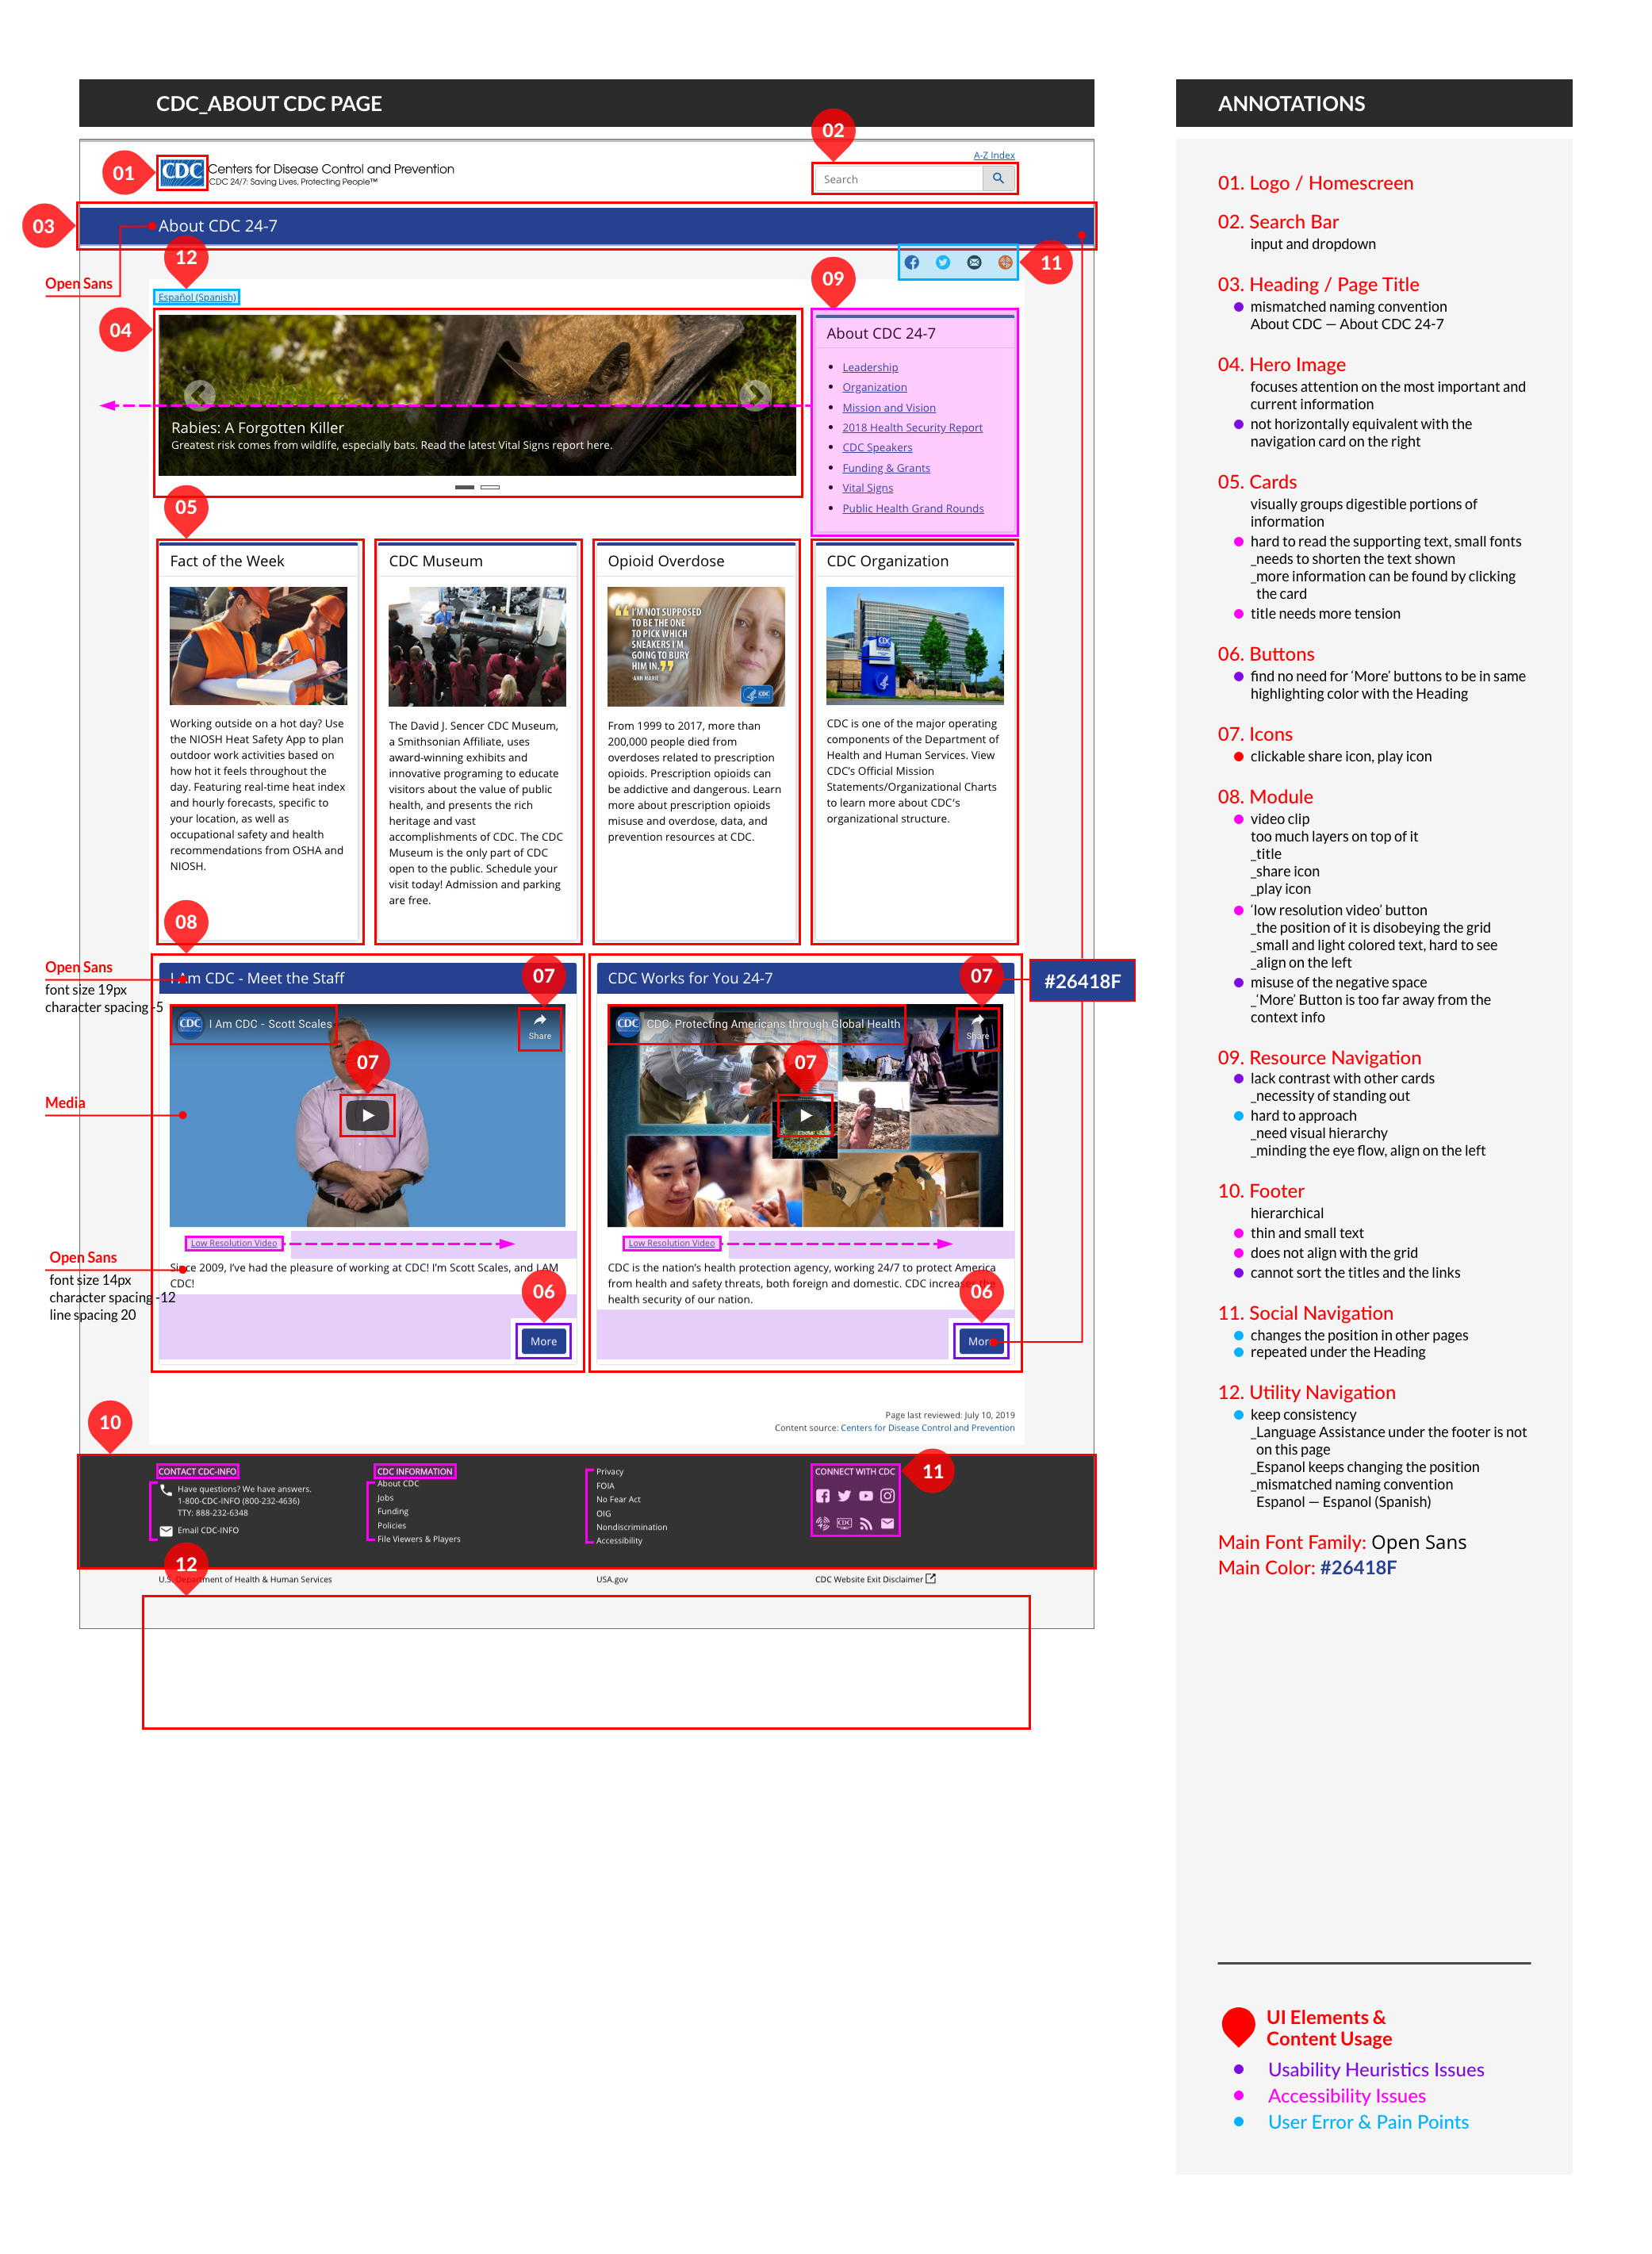 CDC_ABOUT CDC PAGE
02
A-Z Index
01
CDC
Centers for Disease Control and Prevention
CDC 24/7: Saving Lives, Protecting People™
Search
03
About CDC 24-7
12
11
Open Sans
09
Español (Spanish)
04
Rabies: A Forgotten Killer
Greatest risk comes from wildlife, especially bats. Read the latest Vital Signs report here.
About CDC 24-7
Leadership
Organization
Mission and Vision
2018 Health Security Report
CDC Speakers
Funding & Grants
Vital Signs
Public Health Grand Rounds
05
Fact of the Week
Working outside on a hot day? Use
the NIOSH Heat Safety App to plan
outdoor work activities based on
how hot it feels throughout the
day. Featuring real-time heat index
and hourly forecasts, specific to
your location, as well as
occupational safety and health
recommendations from OSHA and
NIOSH.
CDC Museum
The David J. Sencer CDC Museum,
a Smithsonian Affiliate, uses
award-winning exhibits and
innovative programing to educate
visitors about the value of public
health, and presents the rich
heritage and vast
accomplishments of CDC. The CDC
Museum is the only part of CDC
open to the public. Schedule your
visit today! Admission and parking
are free.
Opioid Overdose
“I’M NOT SUPPOSED
TO BE THE ONE
TO PICK WHICH
SNEAKERS I’M
GOING TO BURY
HIM IN.”
-ANN MARIE
CDC
From 1999 to 2017, more than
200,000 people died from
overdoses related to prescription
opioids. Prescription opioids can
be addictive and dangerous. Learn
more about prescription opioids
misuse and overdose, data, and
prevention resources at CDC.
CDC Organization
CDC
CDC is one of the major operating
components of the Department of
Health and Human Services. View
CDC’s Official Mission
Statements/Organizational Charts
to learn more about CDC’s
organizational structure.
08
Open Sans
font size 19px
character spacing -5
I Am CDC - Meet the Staff
07
CDC
I Am CDC - Scott Scales
Share
07
Media
Low Resolution Video
Open Sans
font size 14px
character spacing -12
line spacing 20
Since 2009, I’ve had the pleasure of working at CDC! I’m Scott Scales, and I AM
CDC!
06
More
CDC Works for You 24-7
07
#26418F
CDC
CDC: Protecting Americans through Global Health
Share
07
Low Resolution Video
CDC is the nation’s health protection agency, working 24/7 to protect America
from health and safety threats, both foreign and domestic. CDC increases the
health security of our nation.
06
More
Page last reviewed: July 10, 2019
Content source: Centers for Disease Control and Prevention
10
CONTACT CDC-INFO
Have questions? We have answers.
1-800-CDC-INFO (800-232-4636)
TTY: 888-232-6348
Email CDC-INFO
CDC INFORMATION
About CDC
Jobs
Funding
Policies
File Viewers & Players
Privacy
FOIA
No Fear Act
OIG
Nondiscrimination
Accessibility
CONNECT WITH CDC
CDC
11
12
U.S. Department of Health & Human Services
USA.gov
CDC Website Exit Disclaimer
ANNOTATIONS
01. Logo / Homescreen
02. Search Bar
input and dropdown
03. Heading / Page Title
mismatched naming convention
About CDC — About CDC 24-7
04. Hero Image
focuses attention on the most important and
current information
not horizontally equivalent with the
navigation card on the right
05. Cards
visually groups digestible portions of
information
hard to read the supporting text, small fonts
_needs to shorten the text shown
_more information can be found by clicking
the card
title needs more tension
06. Buttons
find no need for ‘More’ buttons to be in same
highlighting color with the Heading
07. Icons
clickable share icon, play icon
08. Module
video clip
too much layers on top of it
_title
_share icon
_play icon
‘low resolution video’ button
_the position of it is disobeying the grid
_small and light colored text, hard to see
_align on the left
misuse of the negative space
_‘More’ Button is too far away from the
context info
09. Resource Navigation
lack contrast with other cards
_necessity of standing out
hard to approach
_need visual hierarchy
_minding the eye flow, align on the left
10. Footer
hierarchical
thin and small text
does not align with the grid
cannot sort the titles and the links
11. Social Navigation
changes the position in other pages
repeated under the Heading
12. Utility Navigation
keep consistency
_Language Assistance under the footer is not
on this page
_Espanol keeps changing the position
_mismatched naming convention
Espanol — Espanol (Spanish)
Main Font Family: Open Sans
Main Color: #26418F
UI Elements &
Content Usage
Usability Heuristics Issues
Accessibility Issues
User Error & Pain Points